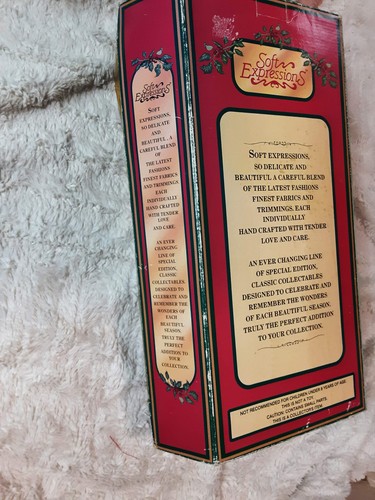 Soft
Expressions
SOFT
EXPRESSIONS,
SO DELICATE
AND
BEAUTIFUL. A
CAREFUL BLEND
OF
THE LATEST
FASHIONS
FINEST FABRICS
AND TRIMMINGS.
EACH
INDIVIDUALLY
HAND CRAFTED
WITH TENDER
LOVE
AND CARE.
AN EVER
CHANGING
LINE OF
SPECIAL
EDITION,
CLASSIC
COLLECTABLES
DESIGNED TO
CELEBRATE AND
REMEMBER THE
WONDERS OF
EACH
BEAUTIFUL
SEASON.
TRULY THE
PERFECT
ADDITION TO
YOUR
COLLECTION.
Soft
Expressions
SOFT EXPRESSIONS,
SO DELICATE AND
BEAUTIFUL A CAREFUL BLEND
OF THE LATEST FASHIONS
FINEST FABRICS AND
TRIMMINGS. EACH
INDIVIDUALLY
HAND CRAFTED WITH TENDER
LOVE AND CARE.
AN EVER CHANGING LINE
OF SPECIAL EDITION,
CLASSIC COLLECTABLES
DESIGNED TO CELEBRATE AND
REMEMBER THE WONDERS
OF EACH BEAUTIFUL SEASON.
TRULY THE PERFECT ADDITION
TO YOUR COLLECTION.
NOT RECOMMENDED FOR CHILDREN UNDER 8 YEARS OF AGE.
THIS IS NOT A TOY.
CAUTION: CONTAINS SMALL PARTS.
THIS IS A COLLECTOR'S ITEM.